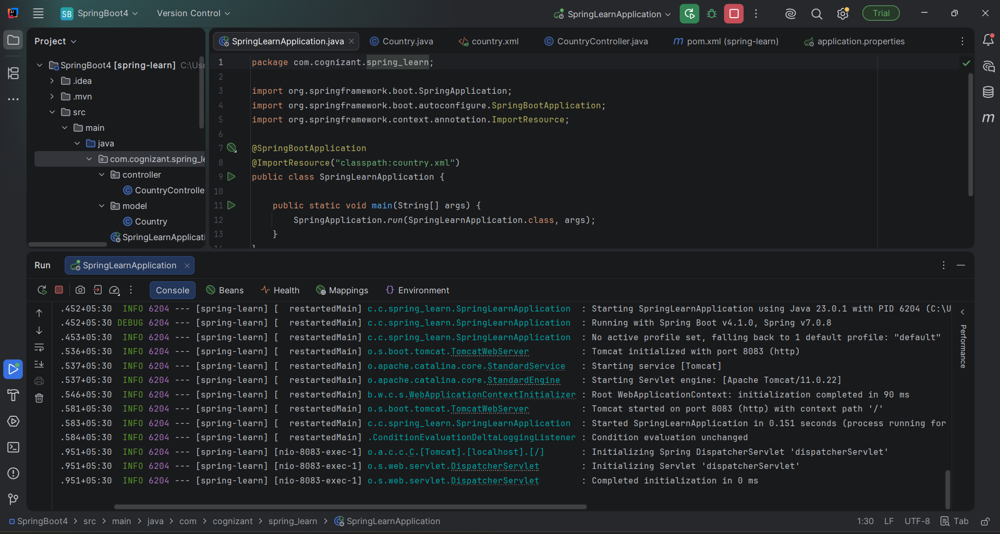 SB SpringBoot4 Version Control SpringLearnApplication Trial
Project
SpringBoot4 [spring-learn] C:\Use
.idea
.mvn
src
main
java
com.cognizant.spring_le
controller
CountryControlle
model
Country
SpringLearnApplicati
SpringLearnApplication.java Country.java country.xml CountryController.java pom.xml (spring-learn) application.properties
1 package com.cognizant.spring_learn;
2
3 import org.springframework.boot.SpringApplication;
4 import org.springframework.boot.autoconfigure.SpringBootApplication;
5 import org.springframework.context.annotation.ImportResource;
6
7 @SpringBootApplication
8 @ImportResource("classpath:country.xml")
9 public class SpringLearnApplication {
10
11 public static void main(String[] args) {
12 SpringApplication.run(SpringLearnApplication.class, args);
13 }
Run SpringLearnApplication
Console Beans Health Mappings Environment
.452+05:30 INFO 6204 --- [spring-learn] [ restartedMain] c.c.spring_learn.SpringLearnApplication : Starting SpringLearnApplication using Java 23.0.1 with PID 6204 (C:\U
.452+05:30 DEBUG 6204 --- [spring-learn] [ restartedMain] c.c.spring_learn.SpringLearnApplication : Running with Spring Boot v4.1.0, Spring v7.0.8
.453+05:30 INFO 6204 --- [spring-learn] [ restartedMain] c.c.spring_learn.SpringLearnApplication : No active profile set, falling back to 1 default profile: "default"
.536+05:30 INFO 6204 --- [spring-learn] [ restartedMain] o.s.boot.tomcat.TomcatWebServer : Tomcat initialized with port 8083 (http)
.537+05:30 INFO 6204 --- [spring-learn] [ restartedMain] o.apache.catalina.core.StandardService : Starting service [Tomcat]
.537+05:30 INFO 6204 --- [spring-learn] [ restartedMain] o.apache.catalina.core.StandardEngine : Starting Servlet engine: [Apache Tomcat/11.0.22]
.546+05:30 INFO 6204 --- [spring-learn] [ restartedMain] b.w.c.s.WebApplicationContextInitializer : Root WebApplicationContext: initialization completed in 90 ms
.581+05:30 INFO 6204 --- [spring-learn] [ restartedMain] o.s.boot.tomcat.TomcatWebServer : Tomcat started on port 8083 (http) with context path '/'
.583+05:30 INFO 6204 --- [spring-learn] [ restartedMain] c.c.spring_learn.SpringLearnApplication : Started SpringLearnApplication in 0.151 seconds (process running for
.584+05:30 INFO 6204 --- [spring-learn] [ restartedMain] .ConditionEvaluationDeltaLoggingListener : Condition evaluation unchanged
.951+05:30 INFO 6204 --- [spring-learn] [nio-8083-exec-1] o.a.c.c.C.[Tomcat].[localhost].[/] : Initializing Spring DispatcherServlet 'dispatcherServlet'
.951+05:30 INFO 6204 --- [spring-learn] [nio-8083-exec-1] o.s.web.servlet.DispatcherServlet : Initializing Servlet 'dispatcherServlet'
.951+05:30 INFO 6204 --- [spring-learn] [nio-8083-exec-1] o.s.web.servlet.DispatcherServlet : Completed initialization in 0 ms
Performance
SpringBoot4 > src > main > java > com > cognizant > spring_learn > SpringLearnApplication 1:30 LF UTF-8 Tab